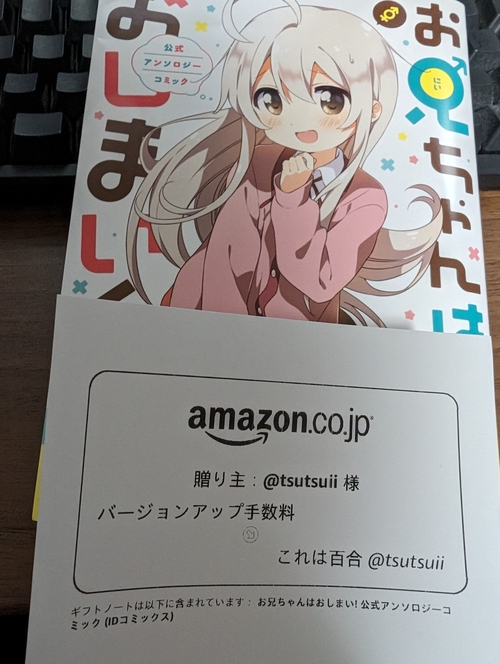 お兄ちゃんは
にい
おしまい
公式
アンソロジー
コミック
amazon.co.jp
贈り主：@tsutsuii 様
バージョンアップ手数料
これは百合 @tsutsuii
ギフトノートは以下に含まれています： お兄ちゃんはおしまい! 公式アンソロジーコ
ミック (IDコミックス)